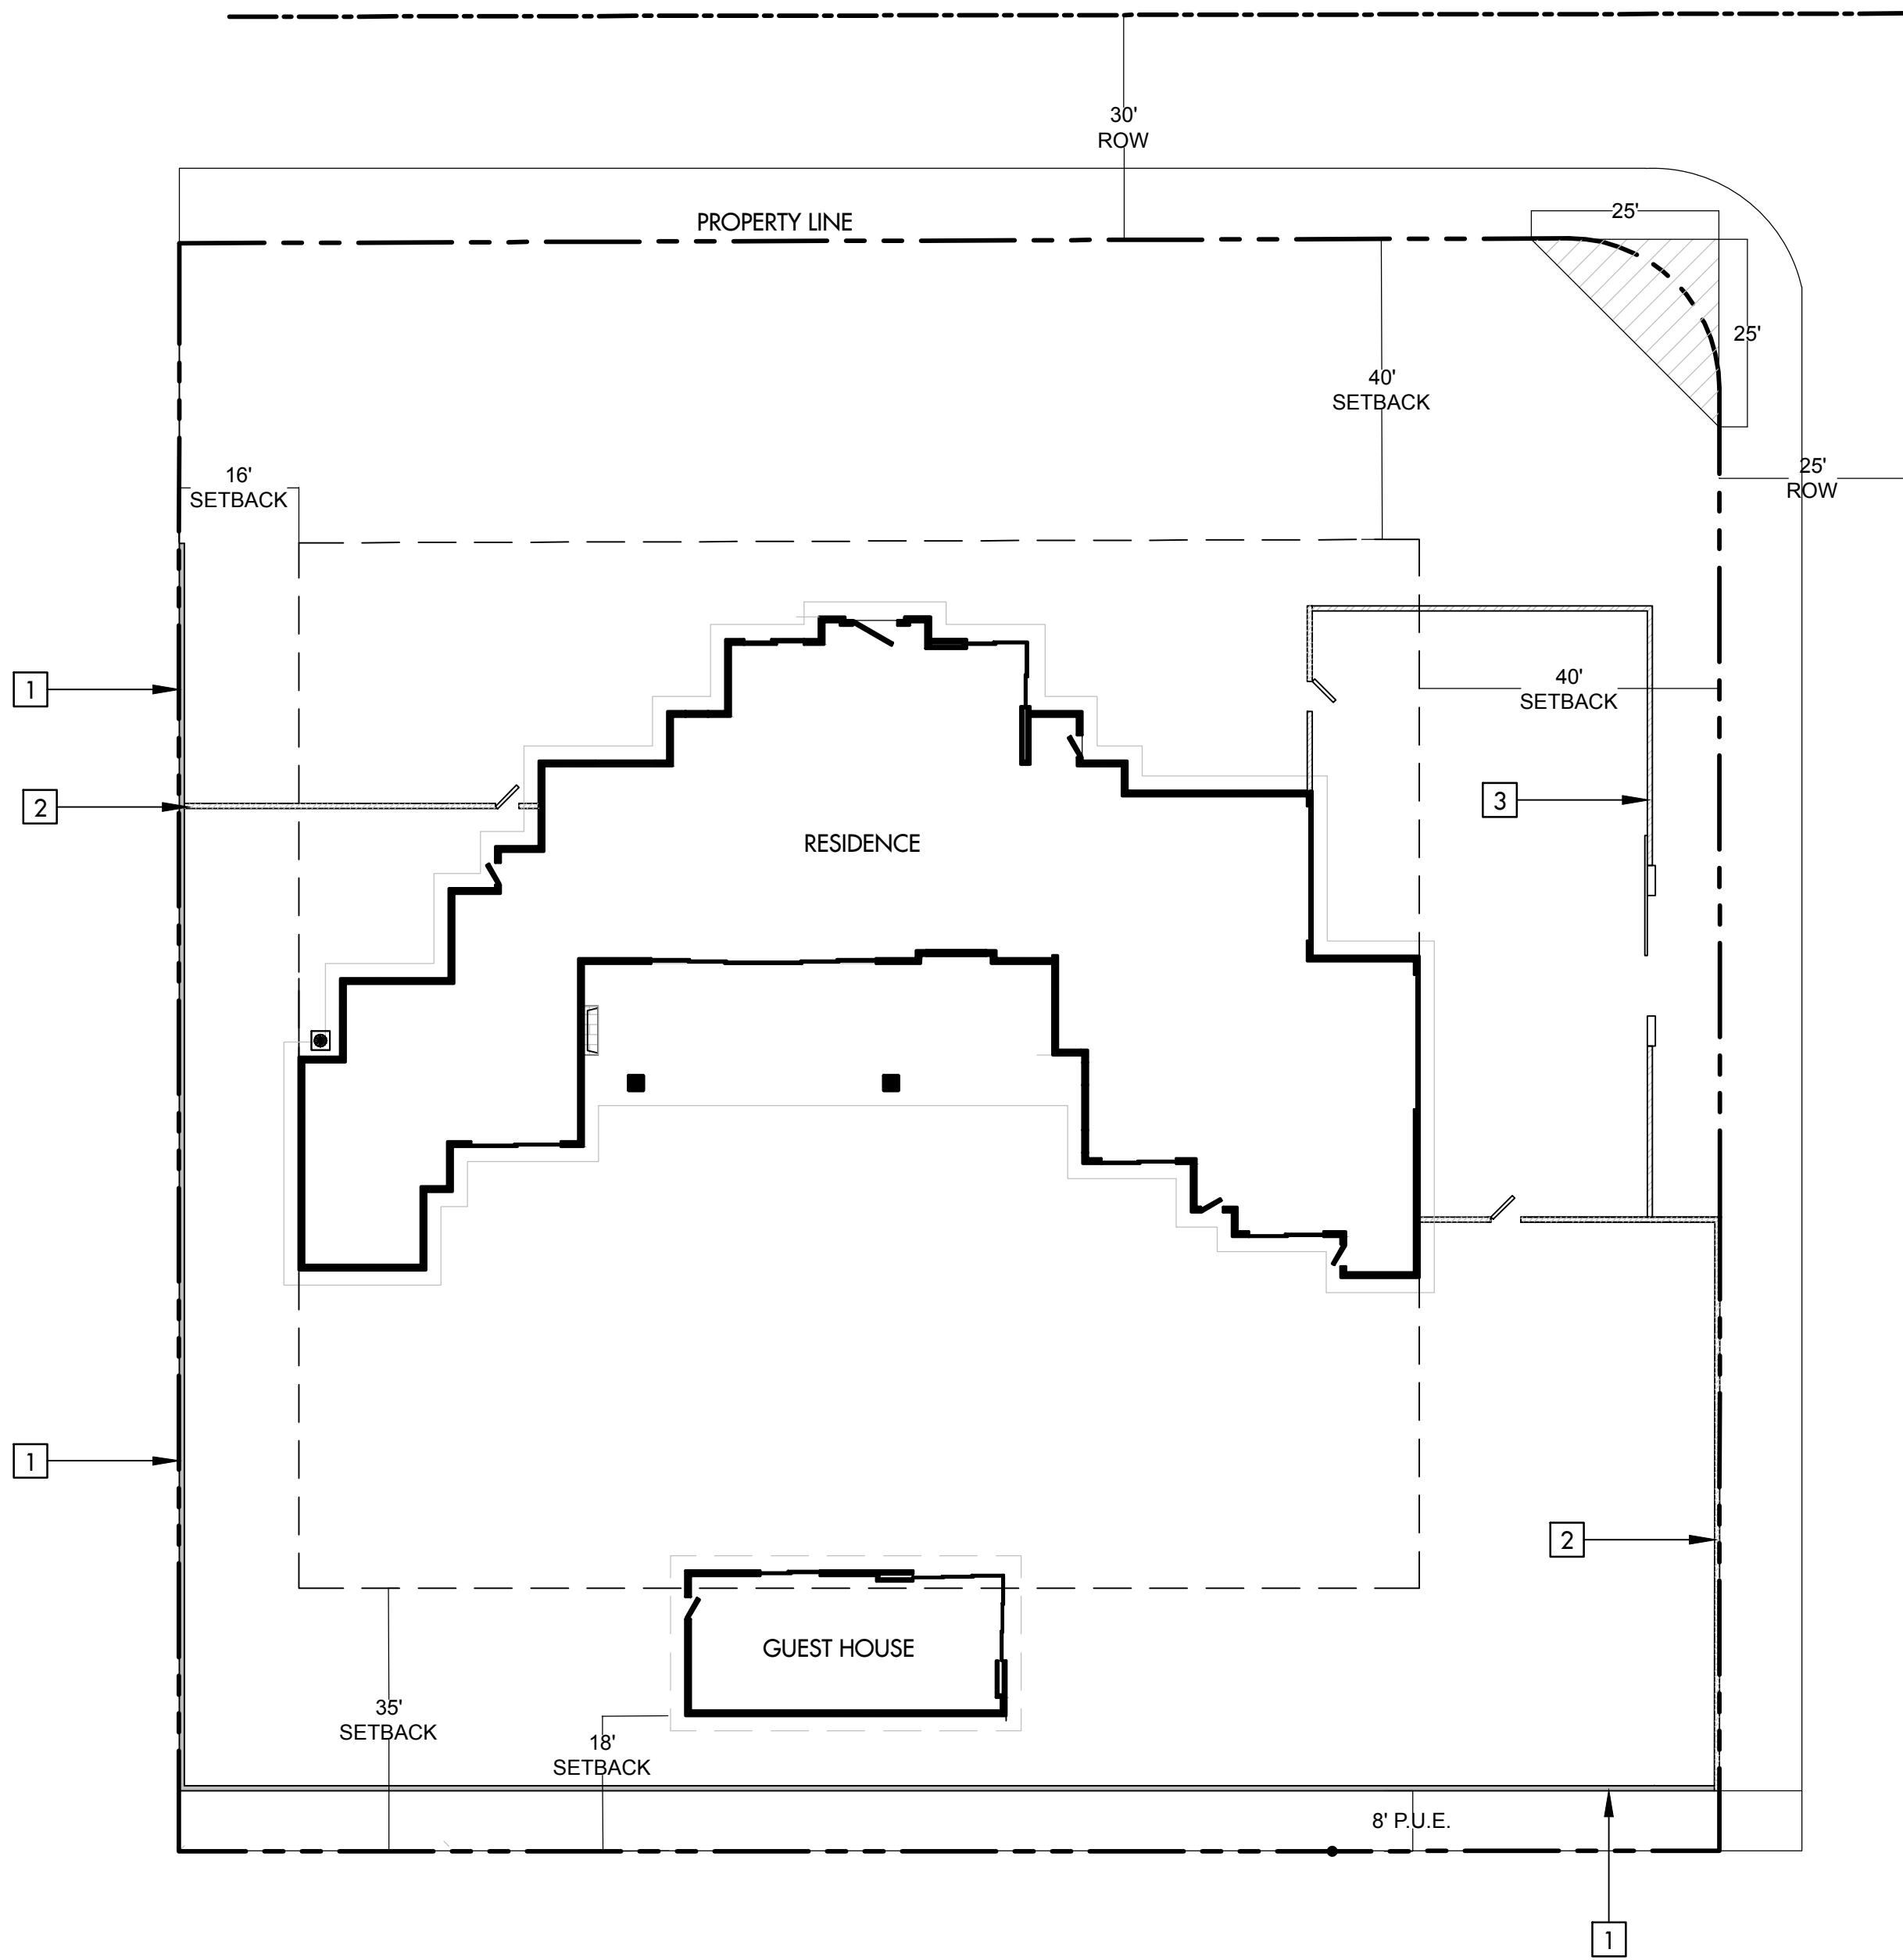 30'
ROW
PROPERTY LINE
25'
25'
40'
SETBACK
16'
SETBACK
25'
ROW
1
40'
SETBACK
2
3
RESIDENCE
1
2
GUEST HOUSE
35'
SETBACK
18'
SETBACK
8' P.U.E.
1